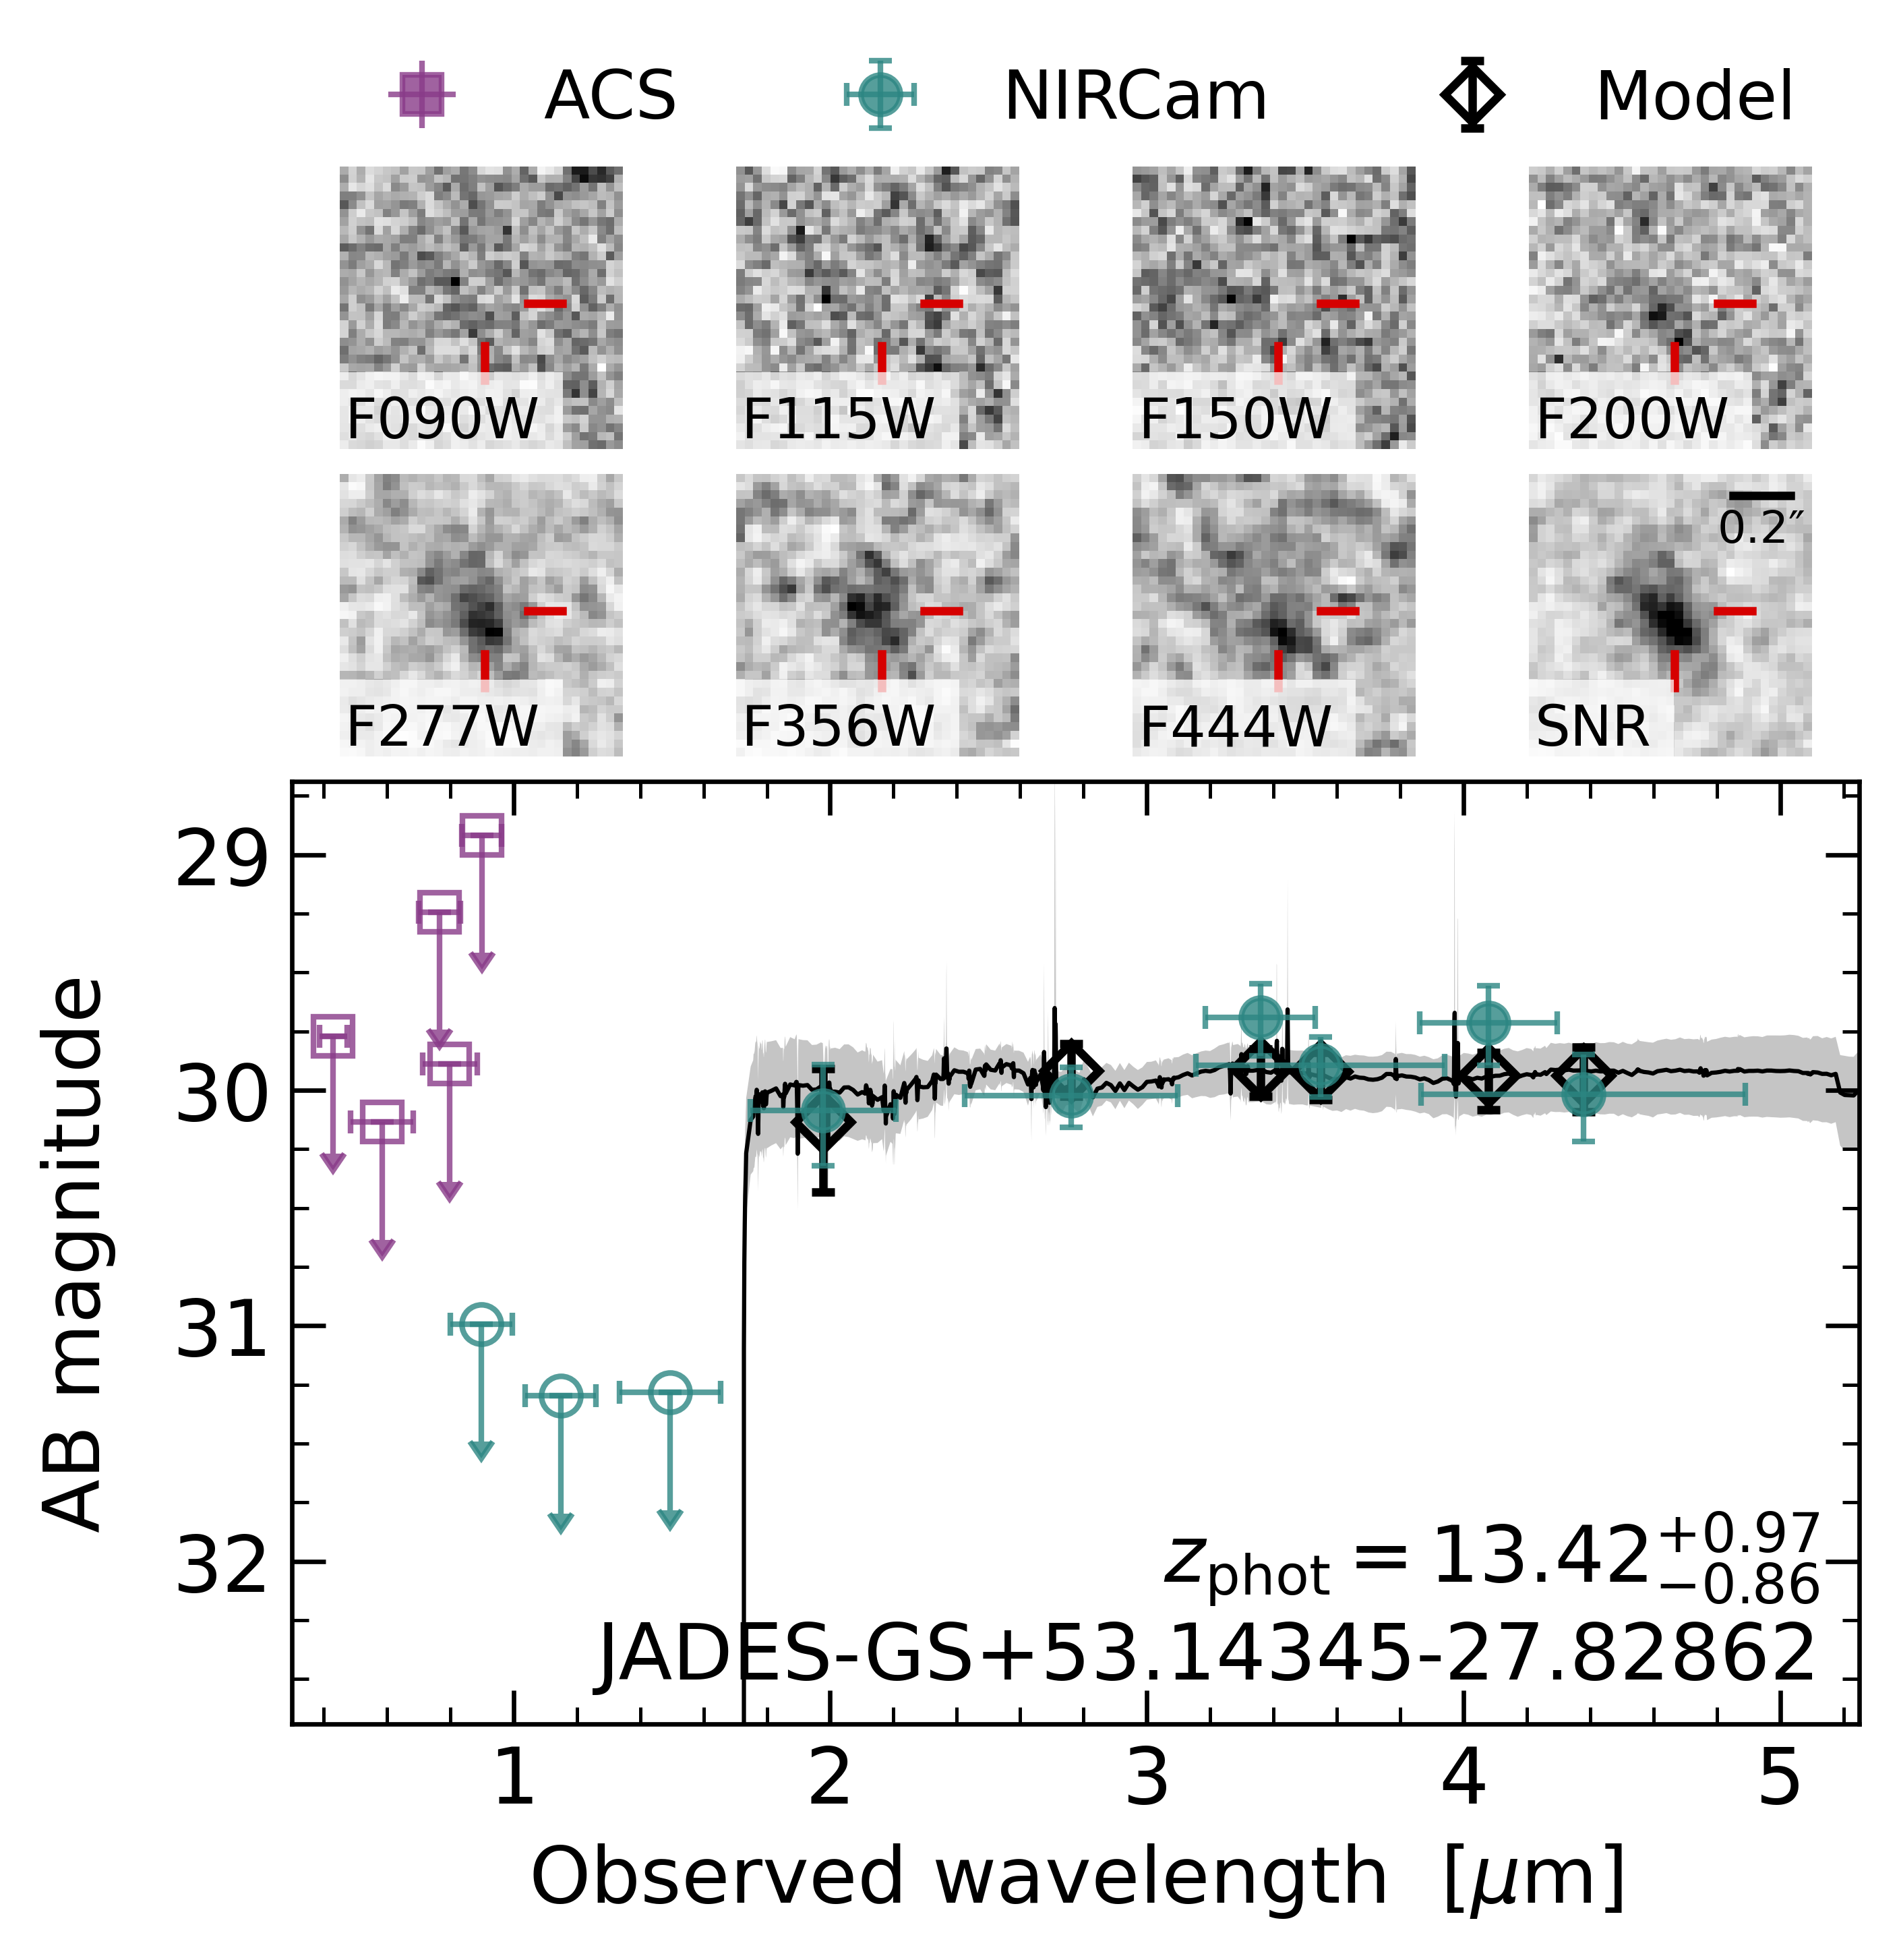 ACS NIRCam Model
F090W F115W F150W F200W
0.2″
F277W F356W F444W SNR
29
30
31
32
AB magnitude
z_phot = 13.42 +0.97 −0.86
JADES-GS+53.14345-27.82862
1 2 3 4 5
Observed wavelength [μm]